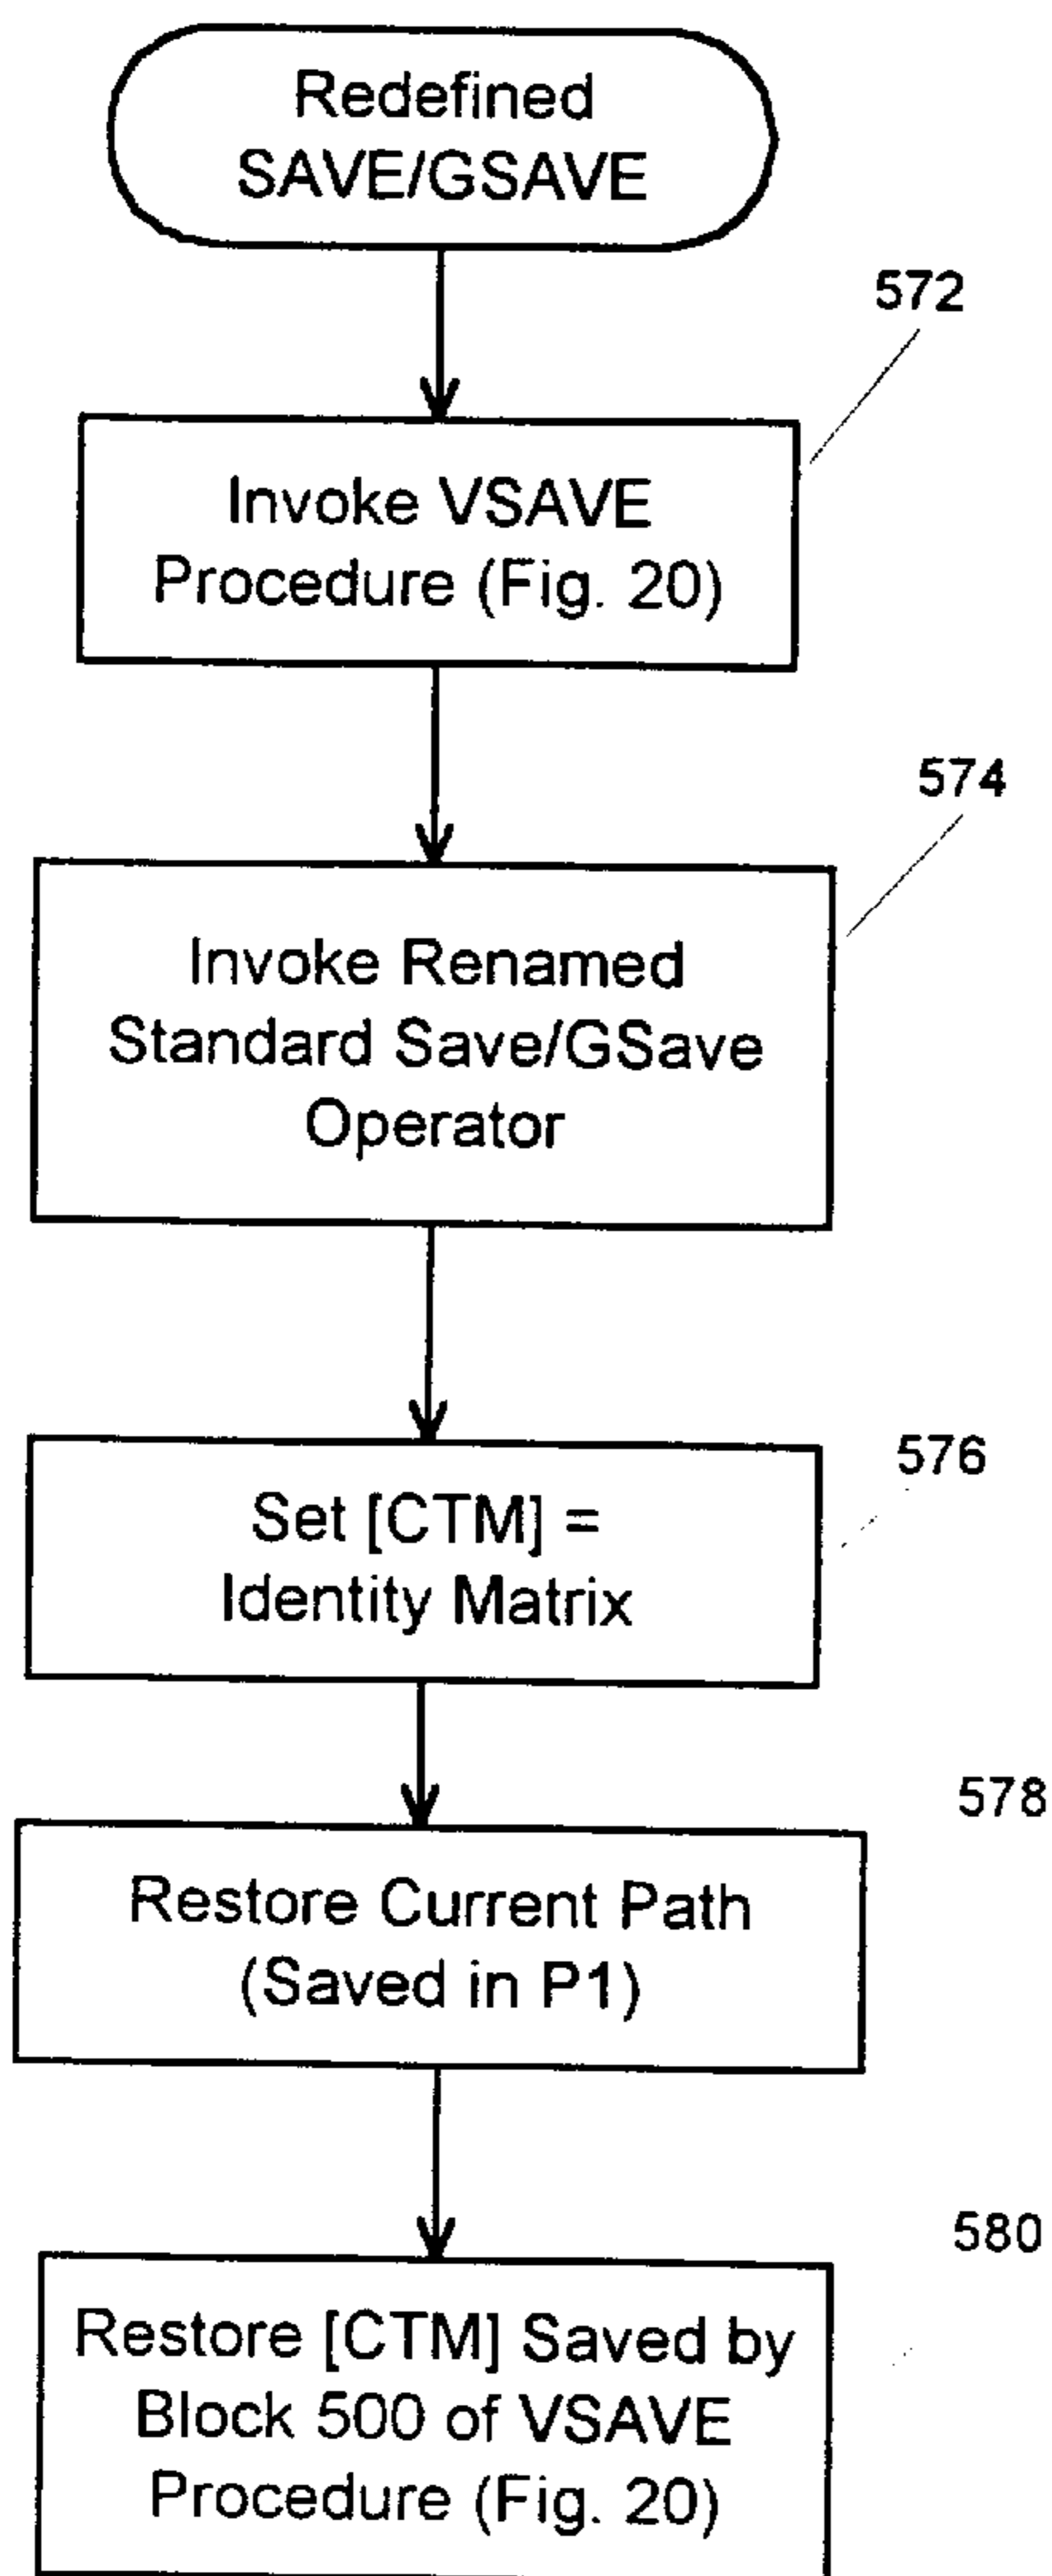 Redefined
SAVE/GSAVE
572
Invoke VSAVE
Procedure (Fig. 20)
574
Invoke Renamed
Standard Save/GSave
Operator
576
Set [CTM] =
Identity Matrix
578
Restore Current Path
(Saved in P1)
580
Restore [CTM] Saved by
Block 500 of VSAVE
Procedure (Fig. 20)